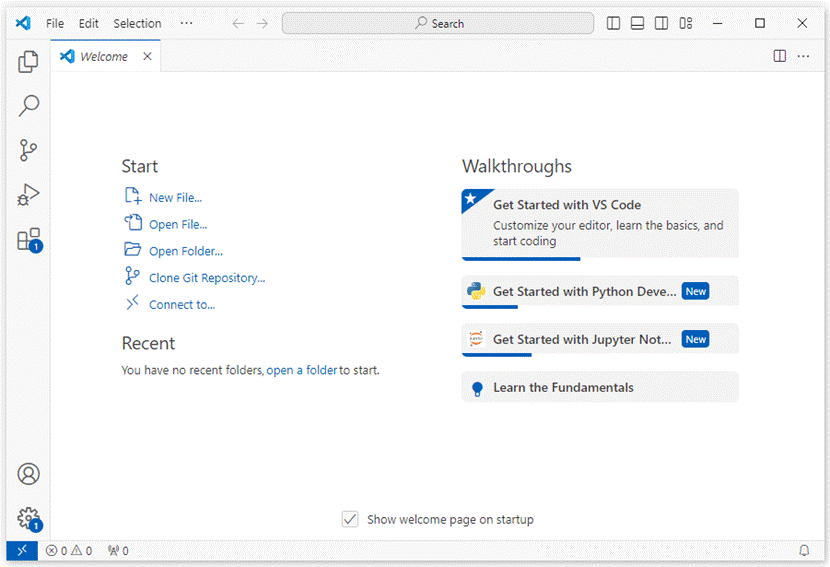 File Edit Selection ··· Search
Welcome
Start
New File...
Open File...
Open Folder...
Clone Git Repository...
Connect to...
Recent
You have no recent folders, open a folder to start.
Walkthroughs
Get Started with VS Code
Customize your editor, learn the basics, and
start coding
Get Started with Python Deve... New
Get Started with Jupyter Not... New
Learn the Fundamentals
1
1
Show welcome page on startup
0 0 0